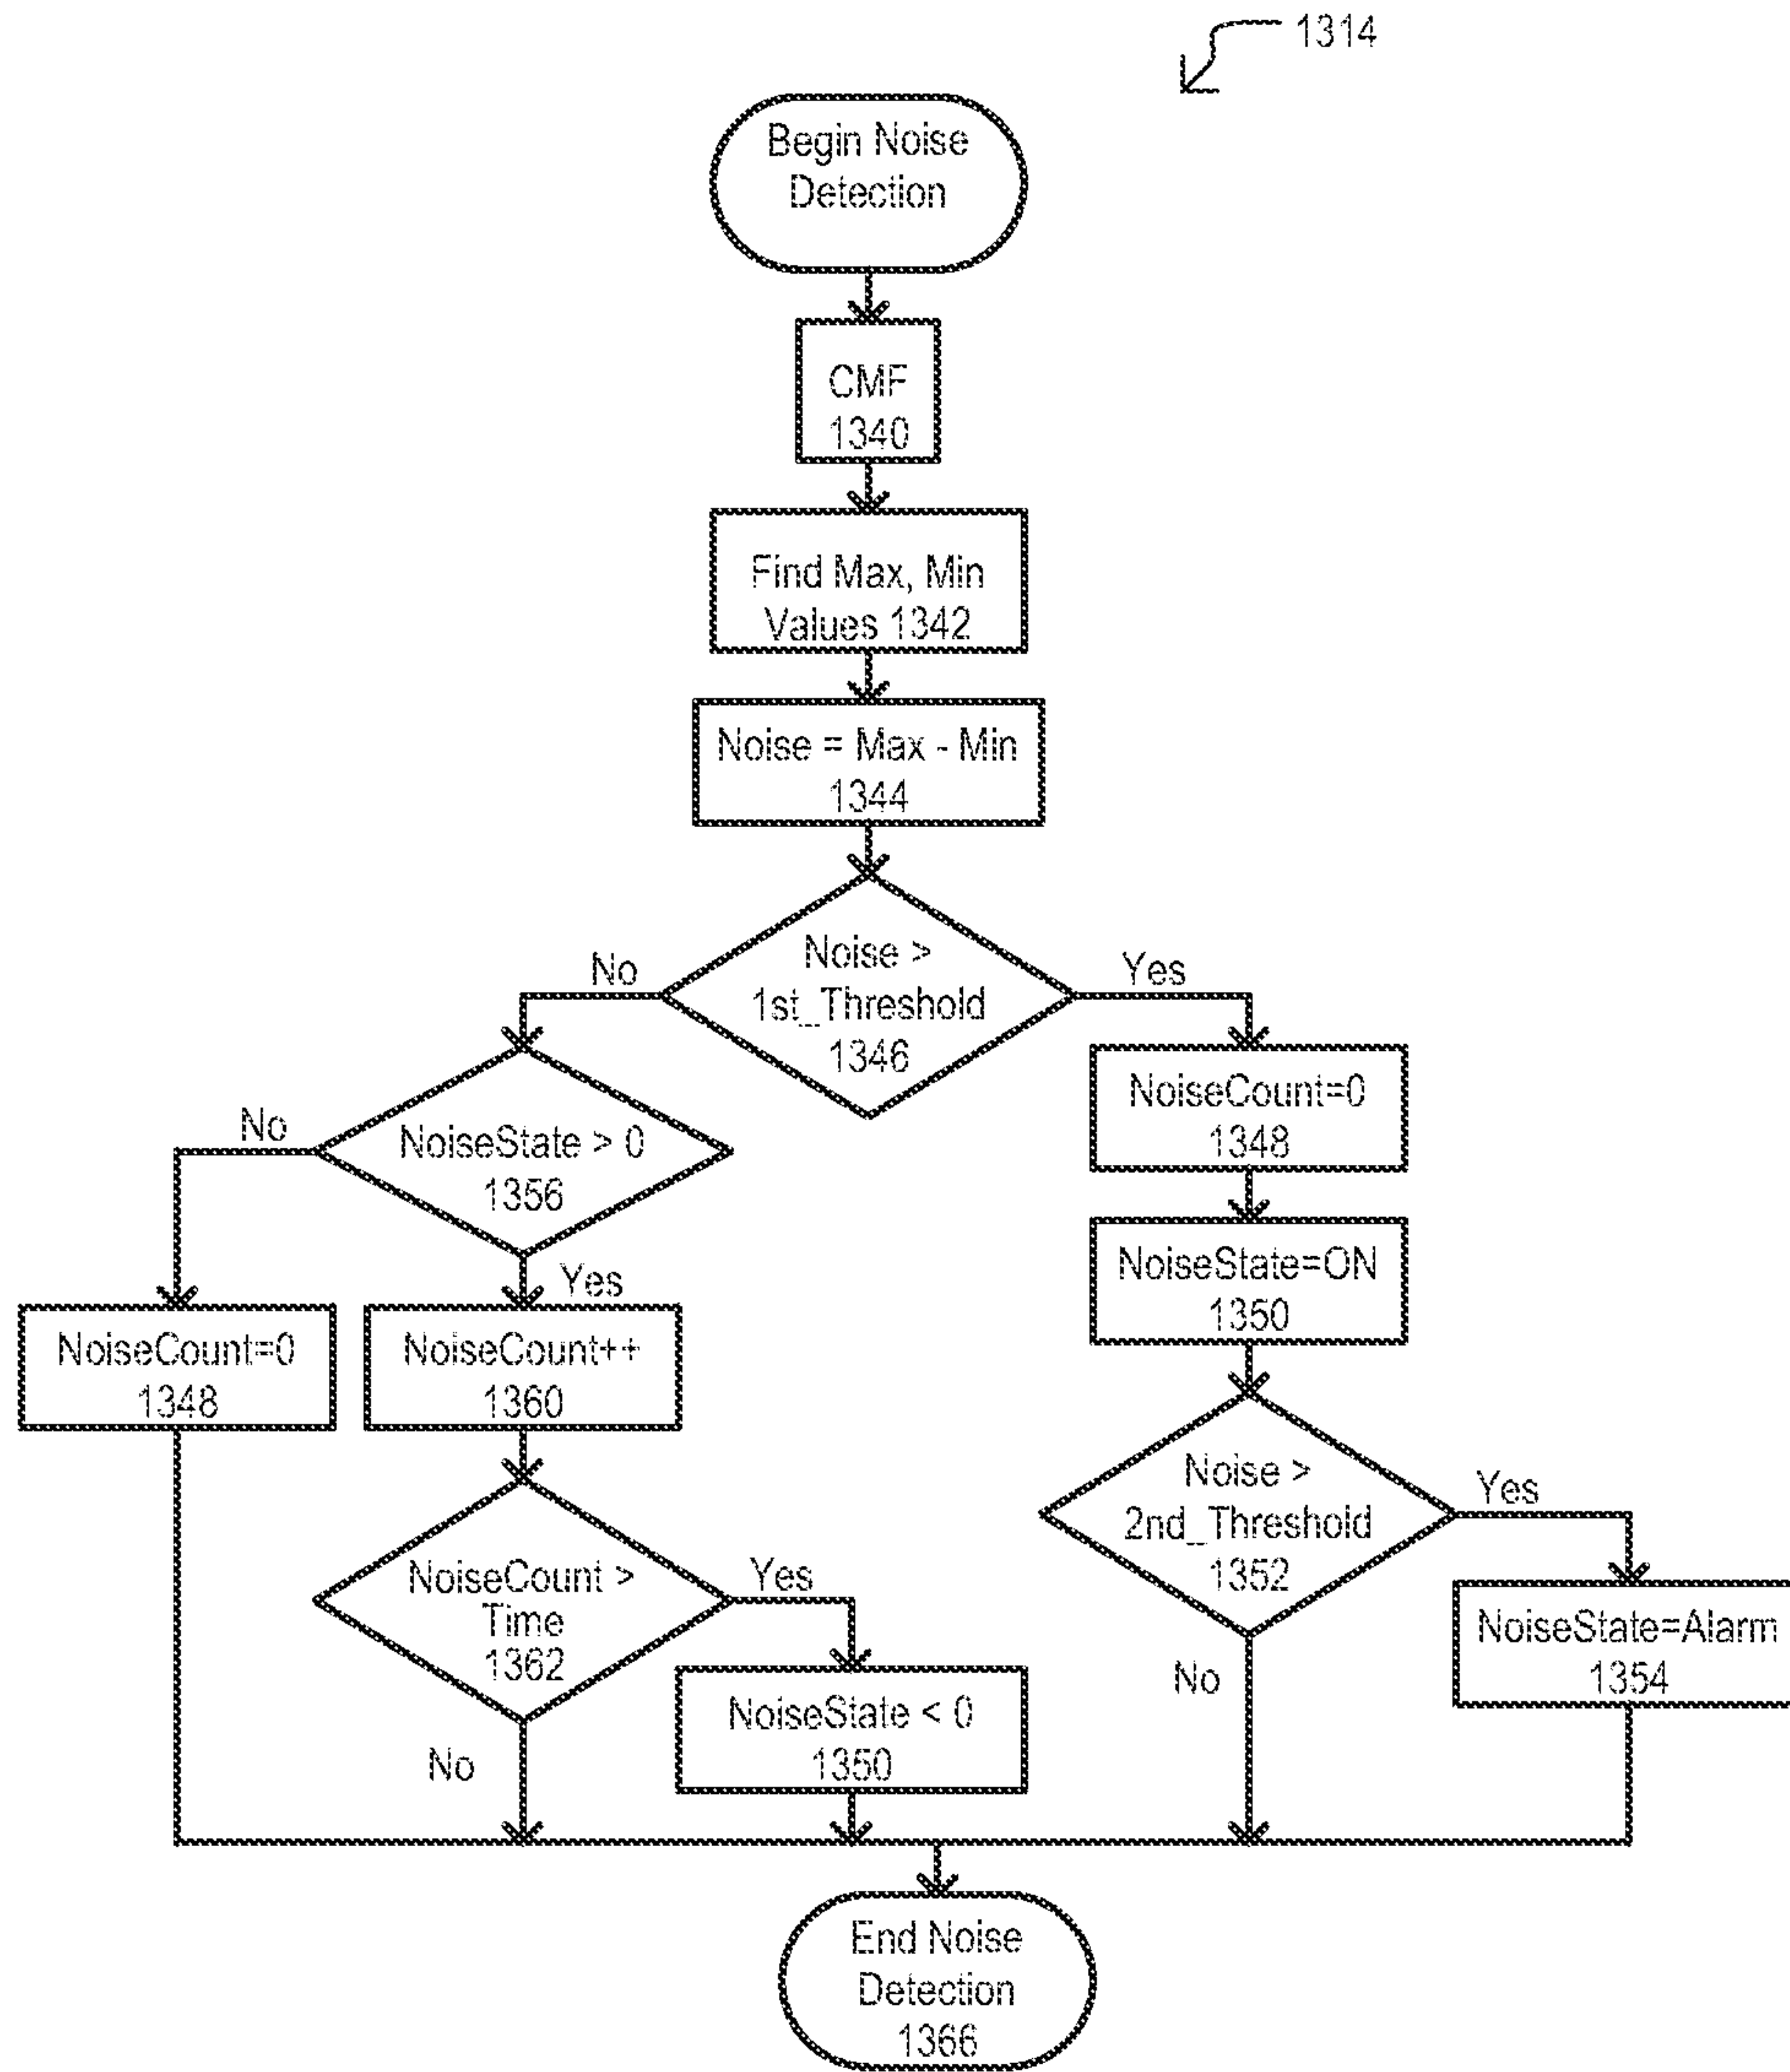 1314
Begin Noise
Detection
CMF
1340
Find Max, Min
Values 1342
Noise = Max - Min
1344
Noise >
1st_Threshold
1346
No
Yes
NoiseCount=0
1348
NoiseState > 0
1356
No
Yes
NoiseState=ON
1350
NoiseCount=0
1348
NoiseCount++
1360
Noise >
2nd_Threshold
1352
Yes
No
NoiseState=Alarm
1354
NoiseCount >
Time
1362
Yes
No
NoiseState < 0
1350
End Noise
Detection
1366